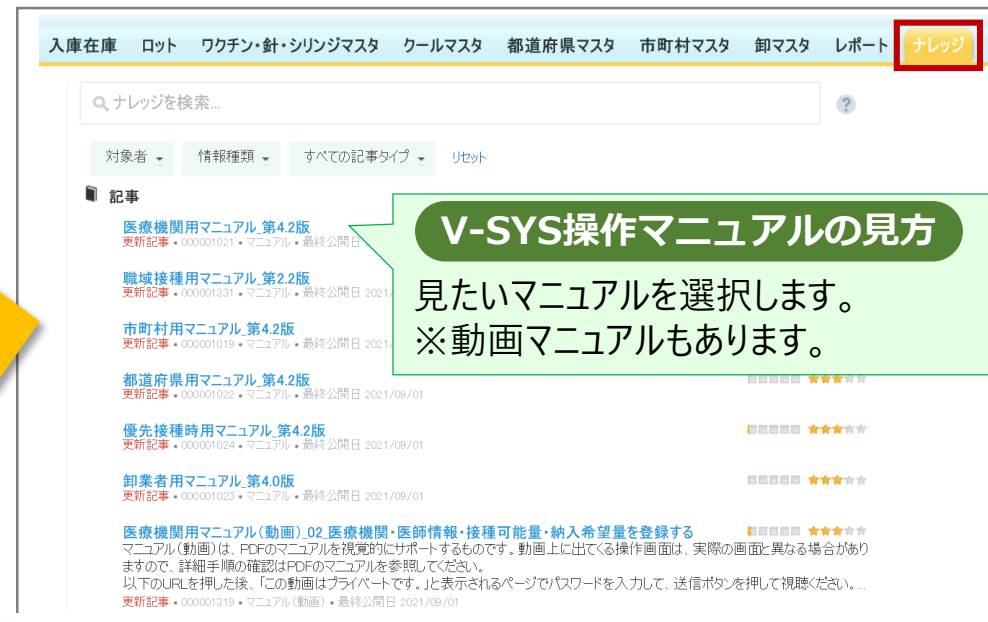 入庫在庫 ロット ワクチン・針・シリンジマスタ クールマスタ 都道府県マスタ 市町村マスタ 卸マスタ レポート ナレッジ
ナレッジを検索...
?
対象者 情報種類 すべての記事タイプ リセット
記事
医療機関用マニュアル_第4.2版
更新記事 • 000001021 • マニュアル • 最終公開日
V-SYS操作マニュアルの見方
見たいマニュアルを選択します。
※動画マニュアルもあります。
職域接種用マニュアル_第2.2版
更新記事 • 000001331 • マニュアル • 最終公開日 2021/
市町村用マニュアル_第4.2版
更新記事 • 000001019 • マニュアル • 最終公開日 2021/
都道府県用マニュアル_第4.2版
更新記事 • 000001022 • マニュアル • 最終公開日 2021/09/01
優先接種時用マニュアル_第4.2版
更新記事 • 000001024 • マニュアル • 最終公開日 2021/09/01
卸業者用マニュアル_第4.0版
更新記事 • 000001023 • マニュアル • 最終公開日 2021/09/01
医療機関用マニュアル(動画)_02_医療機関・医師情報・接種可能量・納入希望量を登録する
マニュアル(動画)は、PDFのマニュアルを視覚的にサポートするものです。動画上に出てくる操作画面は、実際の画面と異なる場合があり
ますので、詳細手順の確認はPDFのマニュアルを参照してください。
以下のURLを押した後、「この動画はプライベートです。」と表示されるページでパスワードを入力して、送信ボタンを押して視聴ください。...
更新記事 • 000001319 • マニュアル(動画) • 最終公開日 2021/09/01